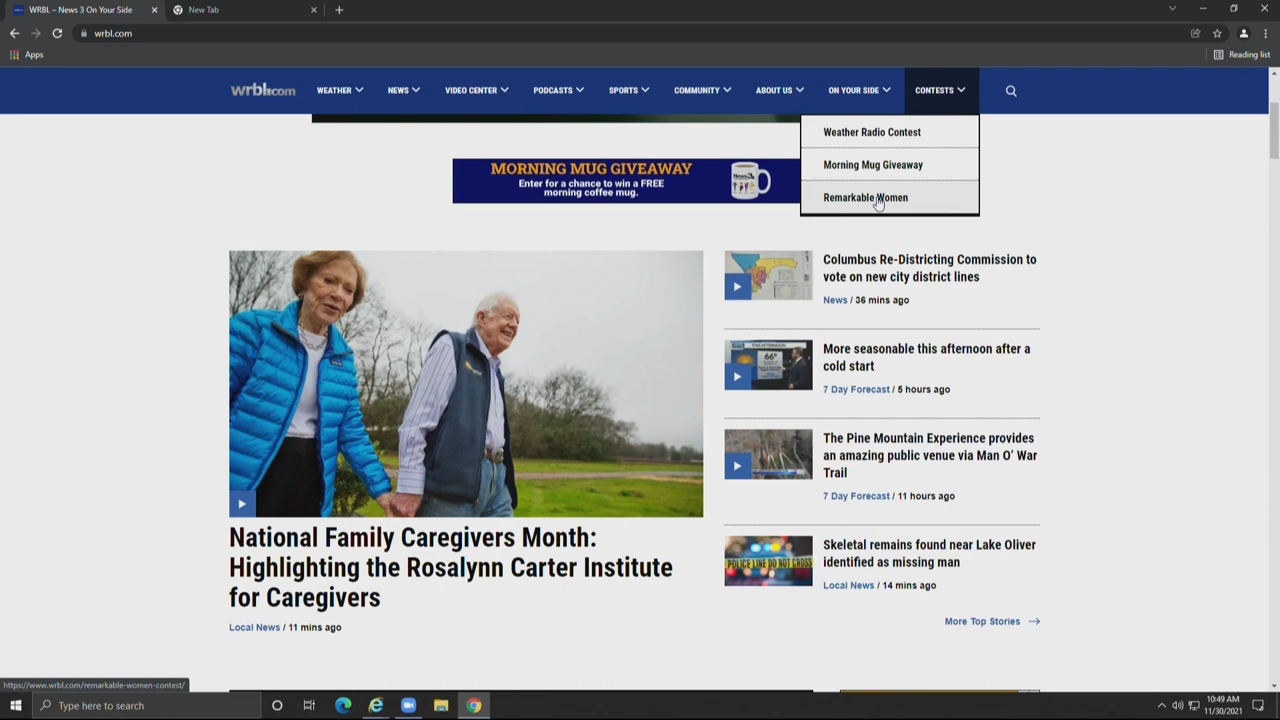 WRBL – News 3 On Your Side
New Tab
wrbl.com
Apps
Reading list
wrbl.com
WEATHER
NEWS
VIDEO CENTER
PODCASTS
SPORTS
COMMUNITY
ABOUT US
ON YOUR SIDE
CONTESTS
Weather Radio Contest
Morning Mug Giveaway
Remarkable Women
MORNING MUG GIVEAWAY
Enter for a chance to win a FREE
morning coffee mug.
National Family Caregivers Month:
Highlighting the Rosalynn Carter Institute
for Caregivers
Local News / 11 mins ago
Columbus Re-Districting Commission to
vote on new city district lines
News / 36 mins ago
66°
More seasonable this afternoon after a
cold start
7 Day Forecast / 5 hours ago
The Pine Mountain Experience provides
an amazing public venue via Man O’ War
Trail
7 Day Forecast / 11 hours ago
POLICE LINE DO NOT CROSS
Skeletal remains found near Lake Oliver
identified as missing man
Local News / 14 mins ago
More Top Stories
https://www.wrbl.com/remarkable-women-contest/
Type here to search
10:49 AM
11/30/2021